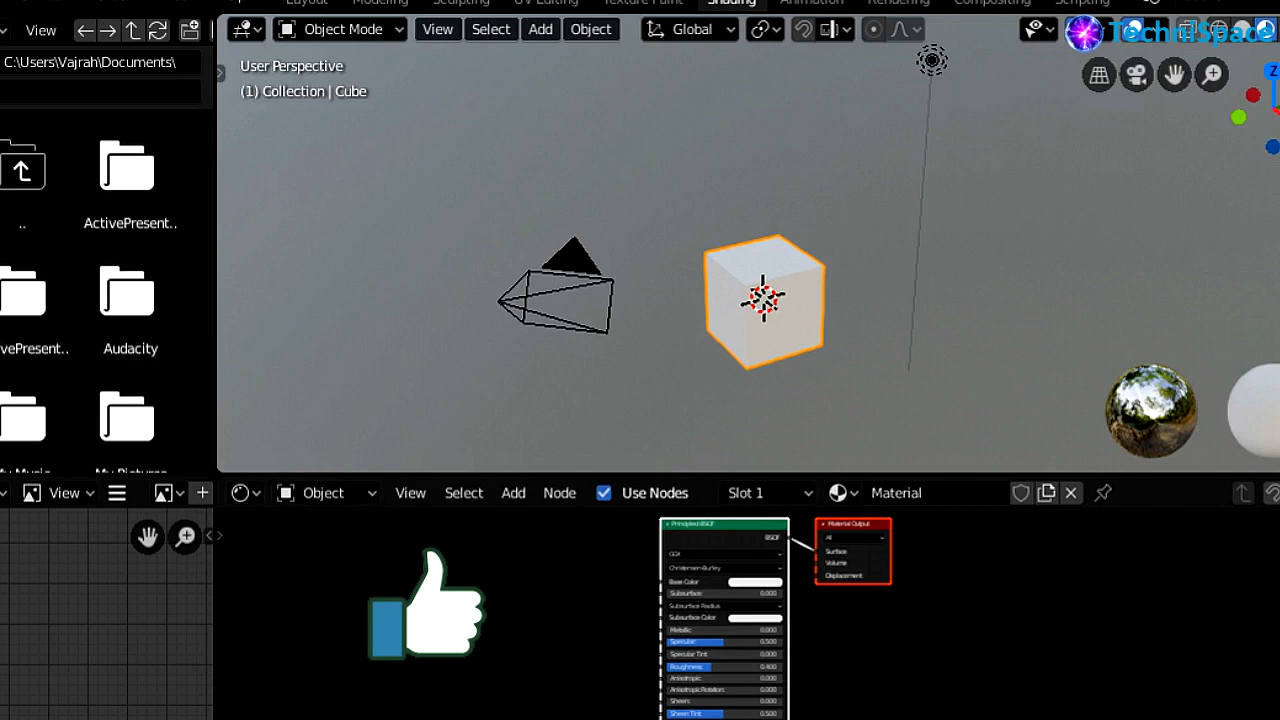 Layout Modeling Sculpting UV Editing Texture Paint Shading Animation Rendering Compositing Scripting
View
Object Mode View Select Add Object Global
TechniSpace
C:\Users\Vajrah\Documents\
User Perspective
(1) Collection | Cube
Z
.. ActivePresent..
vePresent.. Audacity
My Music My Pictures
View
Object View Select Add Node Use Nodes Slot 1 Material
Principled BSDF
BSDF
GGX
Christensen-Burley
Base Color
Subsurface: 0.000
Subsurface Radius
Subsurface Color
Metallic: 0.000
Specular: 0.500
Specular Tint: 0.000
Roughness: 0.400
Anisotropic: 0.000
Anisotropic Rotation: 0.000
Sheen: 0.000
Sheen Tint: 0.500
Material Output
All
Surface
Volume
Displacement